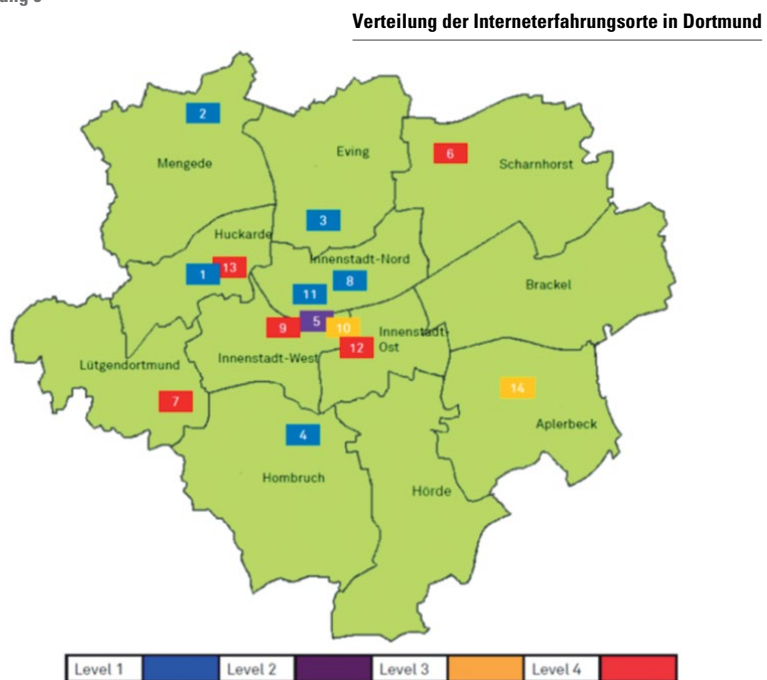 Verteilung der Interneterfahrungsorte in Dortmund
2
Mengede
Eving
6
Scharnhorst
3
Huckarde
13
1
Innenstadt-Nord
8
11
Brackel
5
9
10
Innenstadt-
Ost
12
Innenstadt-West
Lütgendortmund
7
14
Aplerbeck
4
Hombruch
Hörde
Level 1 Level 2 Level 3 Level 4